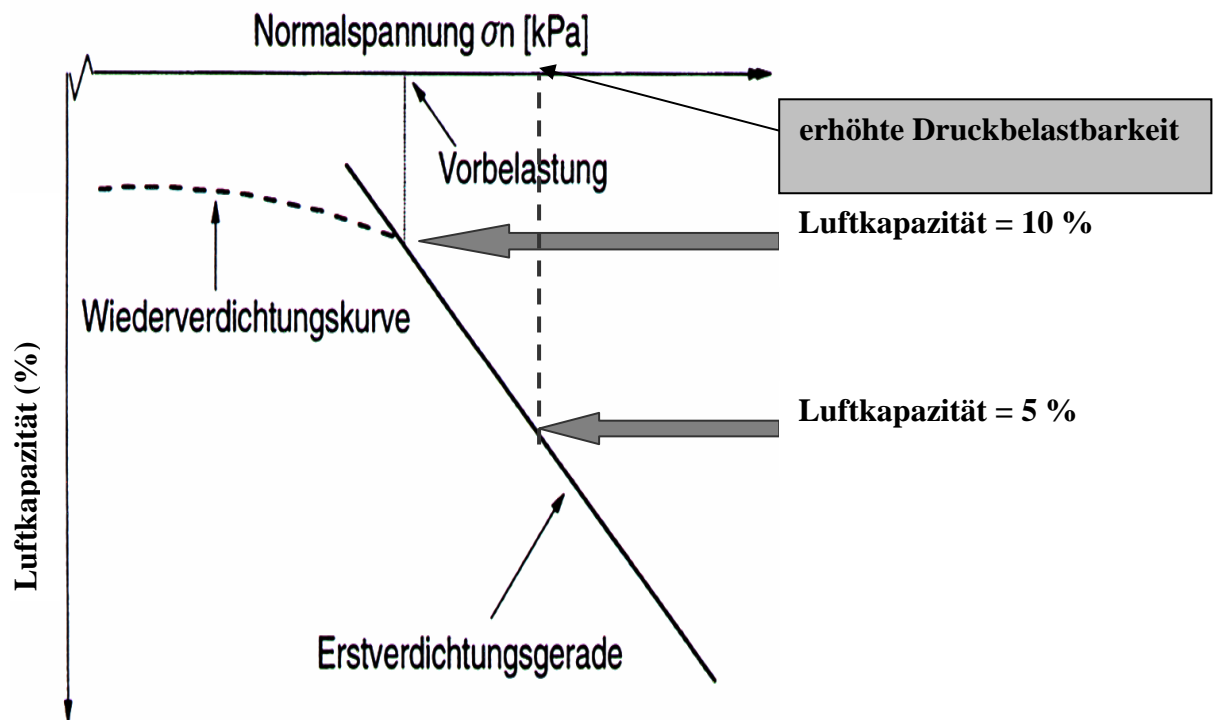 Normalspannung σn [kPa]
erhöhte Druckbelastbarkeit
Vorbelastung
Luftkapazität = 10 %
Wiederverdichtungskurve
Luftkapazität (%)
Luftkapazität = 5 %
Erstverdichtungsgerade